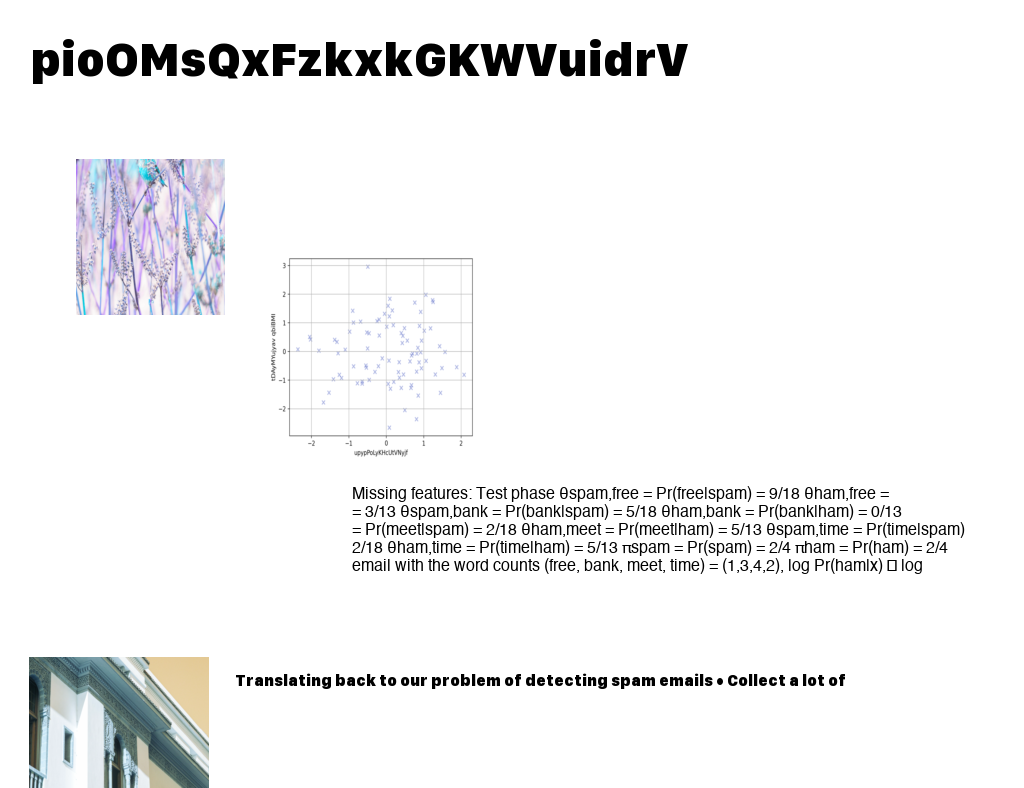 pioOMsQxFzkxkGKWVuidrV
3
2
1
0
−1
−2
−2 −1 0 1 2
Missing features: Test phase θspam,free = Pr(free|spam) = 9/18 θham,free =
= 3/13 θspam,bank = Pr(bank|spam) = 5/18 θham,bank = Pr(bank|ham) = 0/13
= Pr(meet|spam) = 2/18 θham,meet = Pr(meet|ham) = 5/13 θspam,time = Pr(time|spam)
2/18 θham,time = Pr(time|ham) = 5/13 πspam = Pr(spam) = 2/4 πham = Pr(ham) = 2/4
email with the word counts (free, bank, meet, time) = (1,3,4,2), log Pr(ham|x) log
Translating back to our problem of detecting spam emails • Collect a lot of